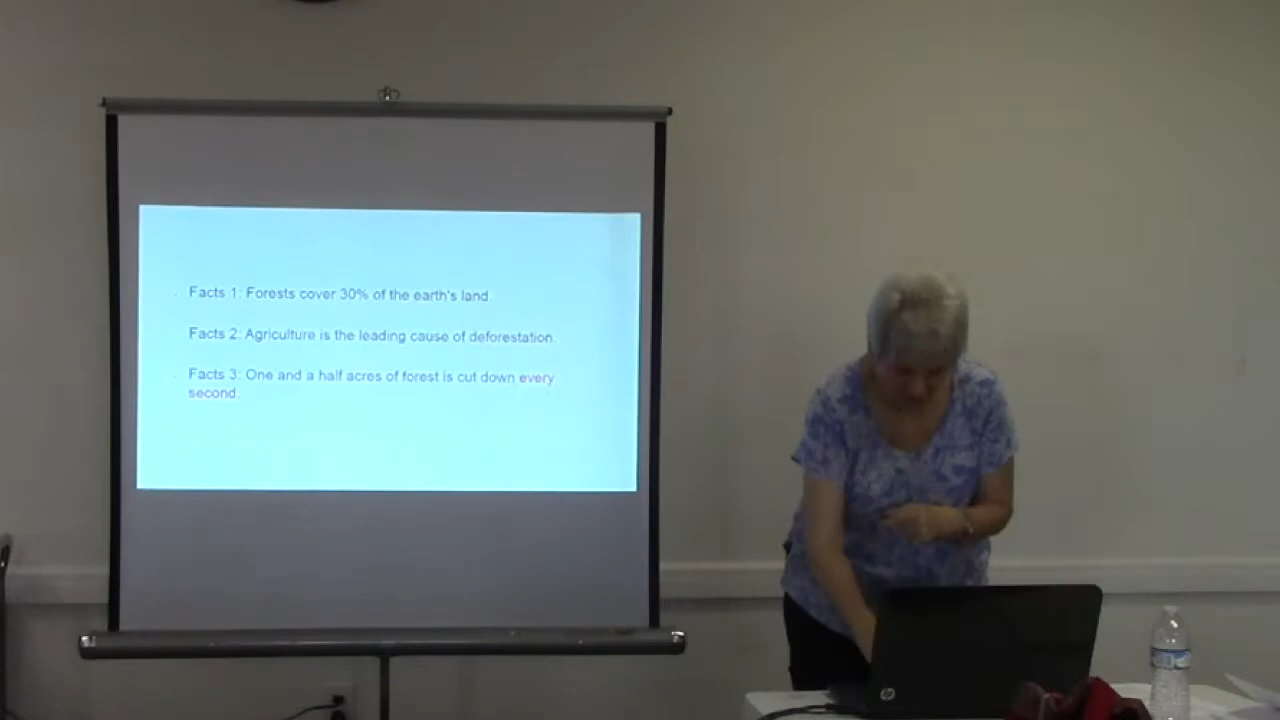 Facts 1: Forests cover 30% of the earth's land.
Facts 2: Agriculture is the leading cause of deforestation.
Facts 3: One and a half acres of forest is cut down every
second.
hp